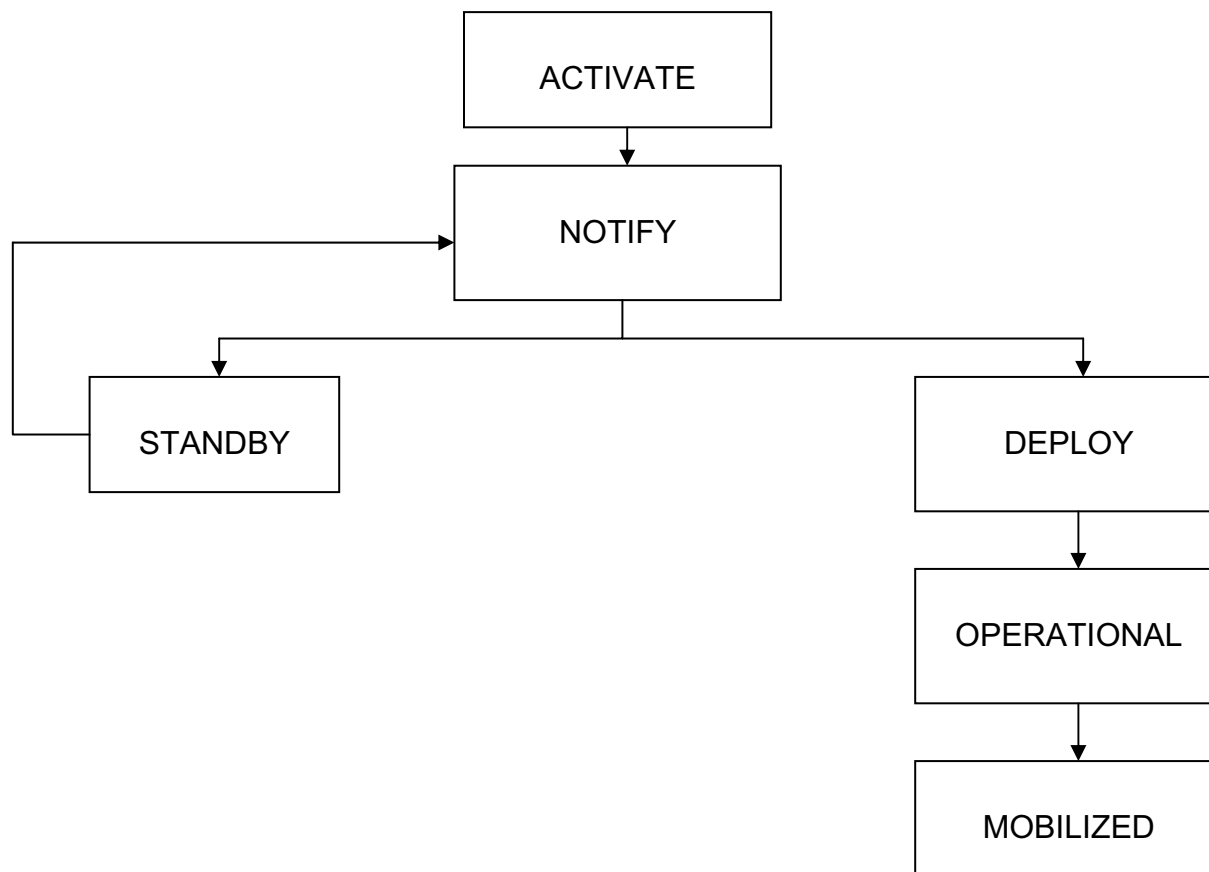 ACTIVATE
NOTIFY
STANDBY
DEPLOY
OPERATIONAL
MOBILIZED